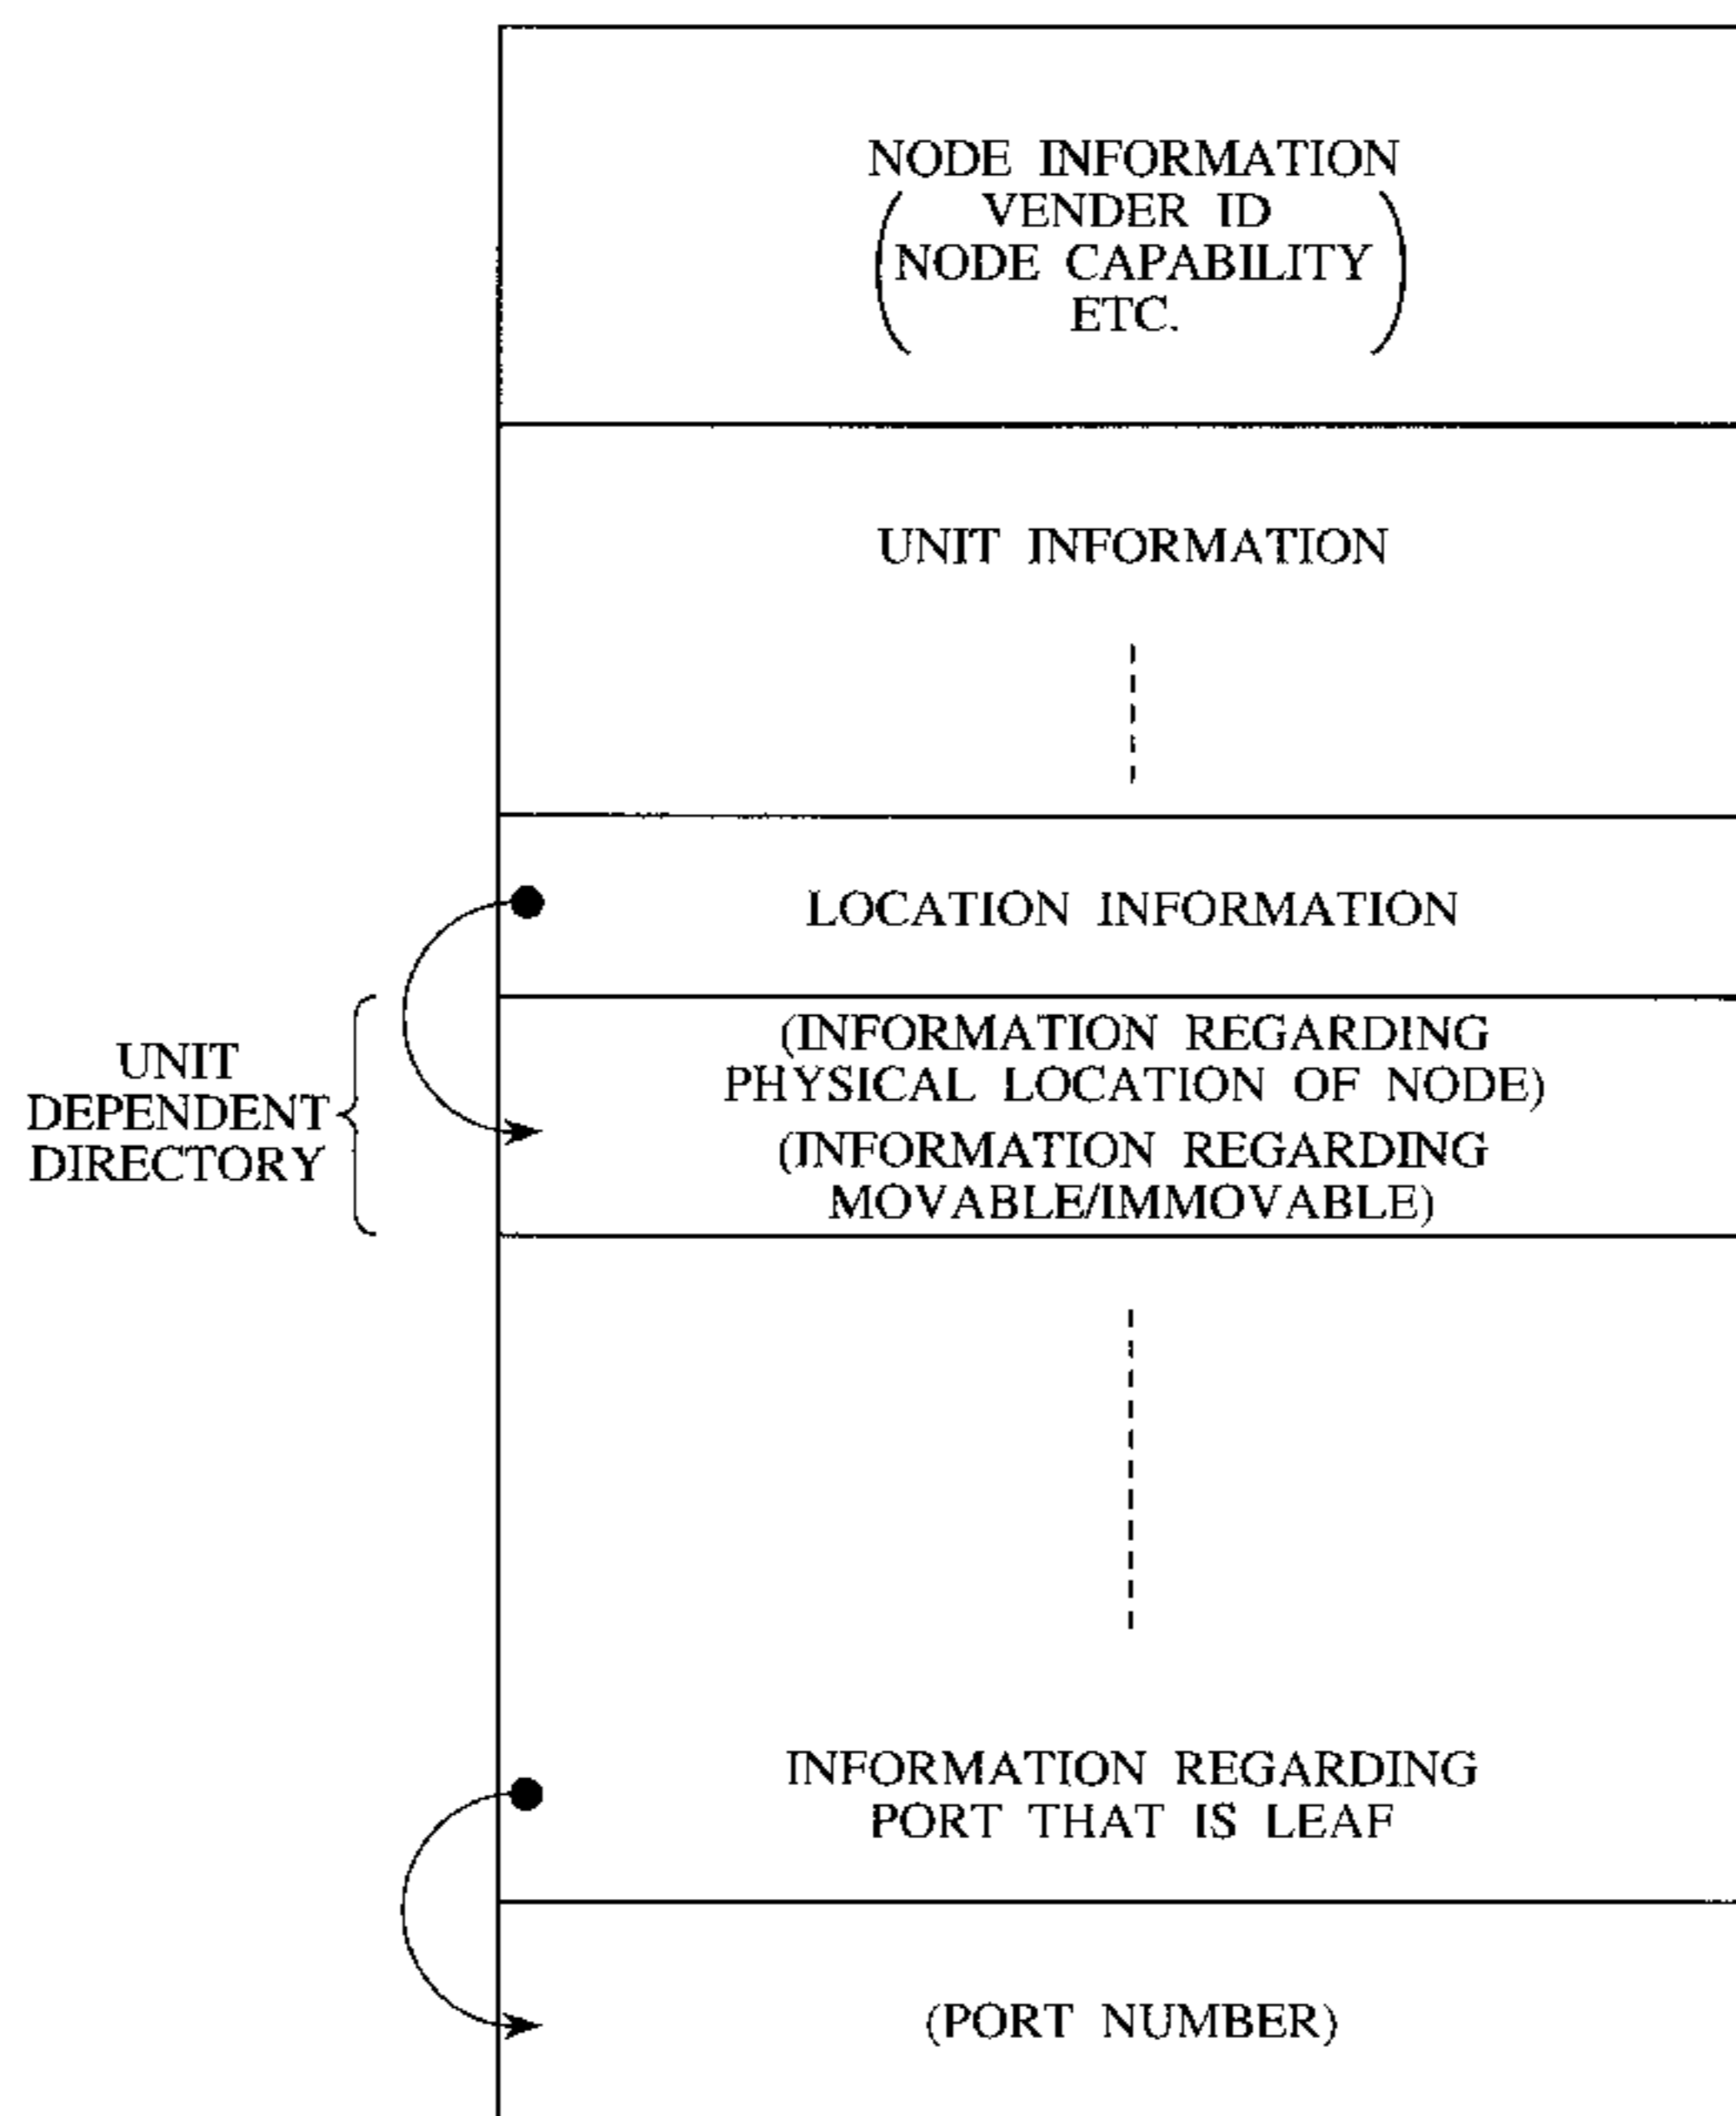 NODE INFORMATION
VENDER ID
NODE CAPABILITY
ETC.
UNIT INFORMATION
LOCATION INFORMATION
UNIT
DEPENDENT
DIRECTORY
(INFORMATION REGARDING
PHYSICAL LOCATION OF NODE)
(INFORMATION REGARDING
MOVABLE/IMMOVABLE)
INFORMATION REGARDING
PORT THAT IS LEAF
(PORT NUMBER)